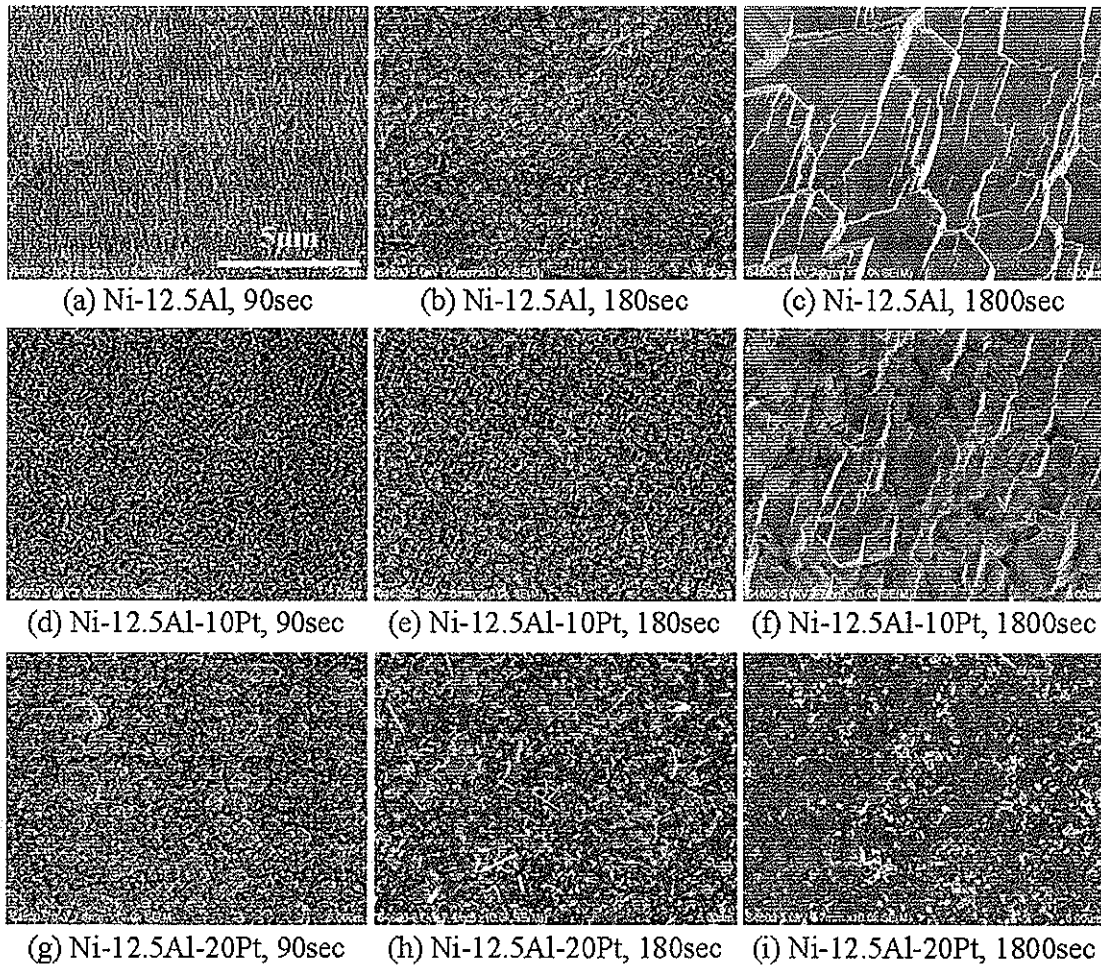 5μm
(a) Ni-12.5Al, 90sec
(b) Ni-12.5Al, 180sec
(c) Ni-12.5Al, 1800sec
(d) Ni-12.5Al-10Pt, 90sec
(e) Ni-12.5Al-10Pt, 180sec
(f) Ni-12.5Al-10Pt, 1800sec
(g) Ni-12.5Al-20Pt, 90sec
(h) Ni-12.5Al-20Pt, 180sec
(i) Ni-12.5Al-20Pt, 1800sec